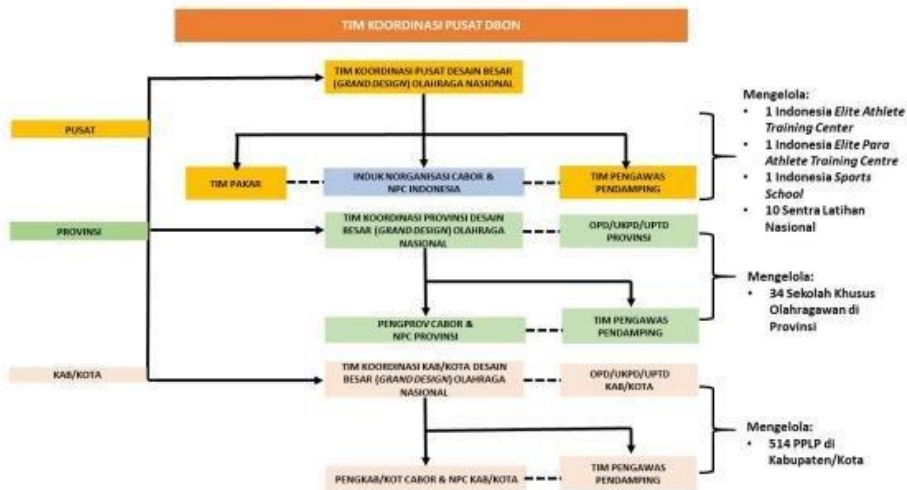 TIM KOORDINASI PUSAT DBON
TIM KOORDINASI PUSAT DESAIN BESAR
(GRAND DESIGN) OLAHRAGA NASIONAL
PUSAT
TIM PAKAR
INDUK NORGANISASI CABOR &
NPC INDONESIA
TIM PENGAWAS
PENDAMPING
Mengelola:
• 1 Indonesia Elite Athlete
Training Center
• 1 Indonesia Elite Para
Athlete Training Centre
• 1 Indonesia Sports
School
• 10 Sentra Latihan
Nasional
PROVINSI
TIM KOORDINASI PROVINSI DESAIN
BESAR (GRAND DESIGN) OLAHRAGA
NASIONAL
OPD/UKPD/UPTD
PROVINSI
PENGPROV CABOR &
NPC PROVINSI
TIM PENGAWAS
PENDAMPING
Mengelola:
• 34 Sekolah Khusus
Olahragawan di
Provinsi
KAB/KOTA
TIM KOORDINASI KAB/KOTA DESAIN
BESAR (GRAND DESIGN) OLAHRAGA
NASIONAL
OPD/UKPD/UPTD
KAB/KOTA
PENGKAB/KOT CABOR & NPC KAB/KOTA
TIM PENGAWAS
PENDAMPING
Mengelola:
• 514 PPLP di
Kabupaten/Kota